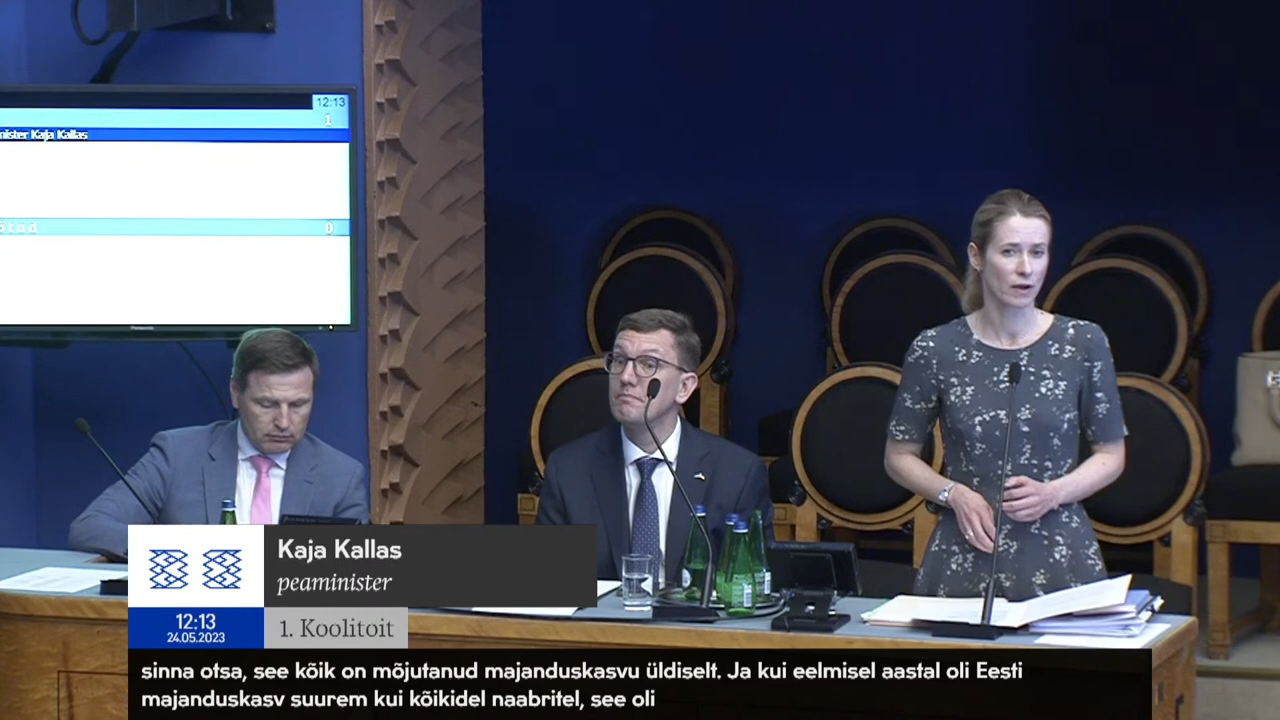 12:13
1
nister Kaja Kallas
otud
0
Panasonic
Kaja Kallas
peaminister
12:13
24.05.2023
1. Koolitoit
sinna otsa, see kõik on mõjutanud majanduskasvu üldiselt. Ja kui eelmisel aastal oli Eesti
majanduskasv suurem kui kõikidel naabritel, see oli